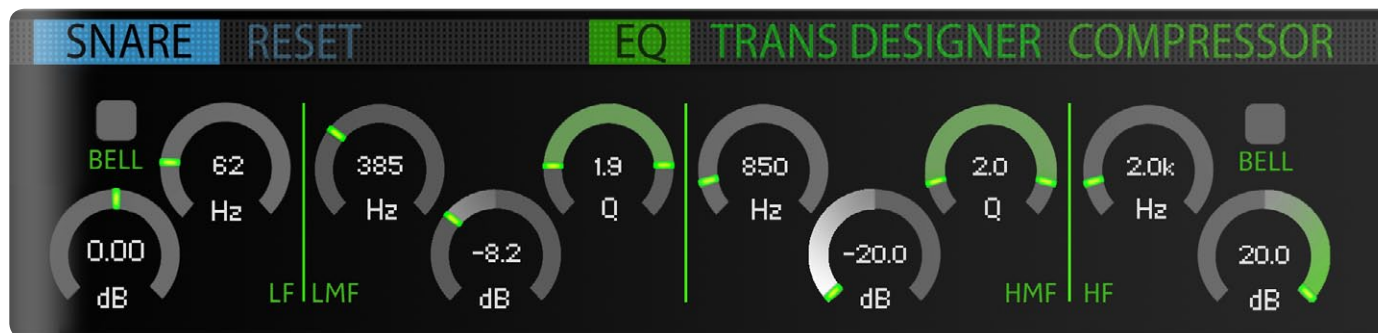 SNARE RESET EQ TRANS DESIGNER COMPRESSOR
BELL
62
Hz
0.00
dB
LF
385
Hz
-8.2
dB
1.9
Q
LMF
850
Hz
-20.0
dB
2.0
Q
HMF
2.0k
Hz
BELL
20.0
dB
HF